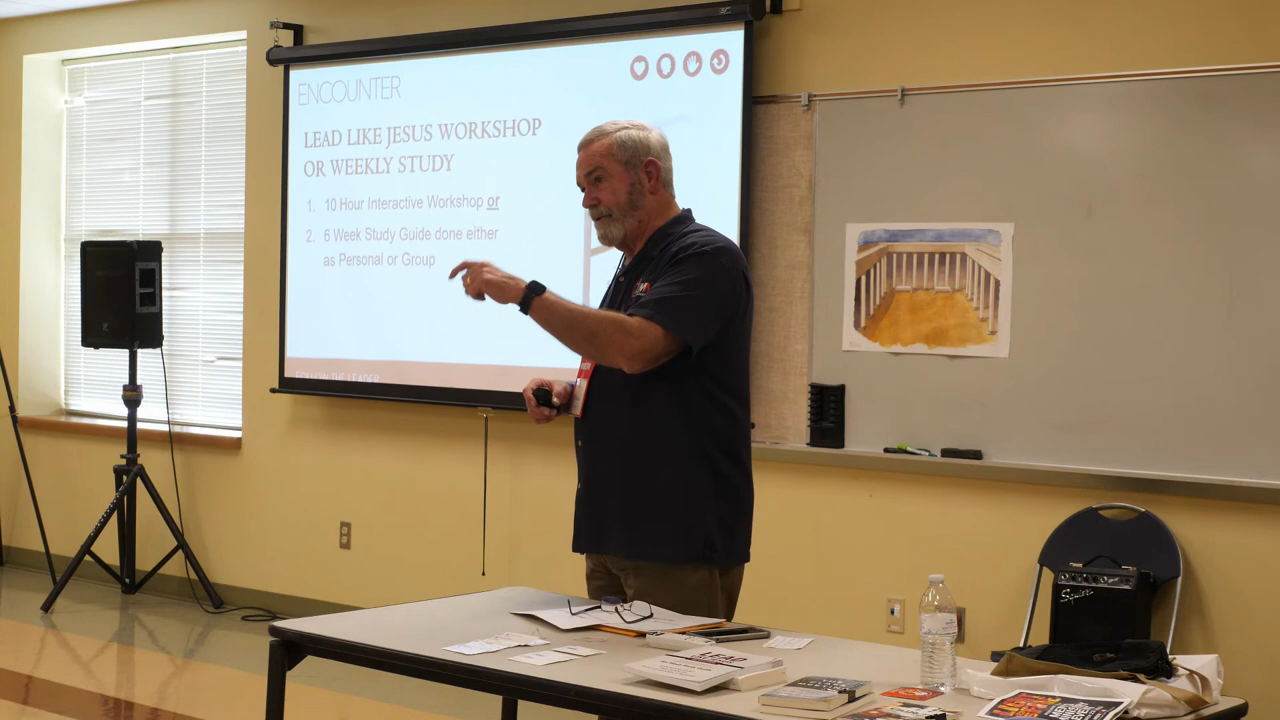 ENCOUNTER
LEAD LIKE JESUS WORKSHOP
OR WEEKLY STUDY
1. 10 Hour Interactive Workshop or
2. 6 Week Study Guide done either
as Personal or Group
FOLLOW THE LEADER
Squier
LEAD